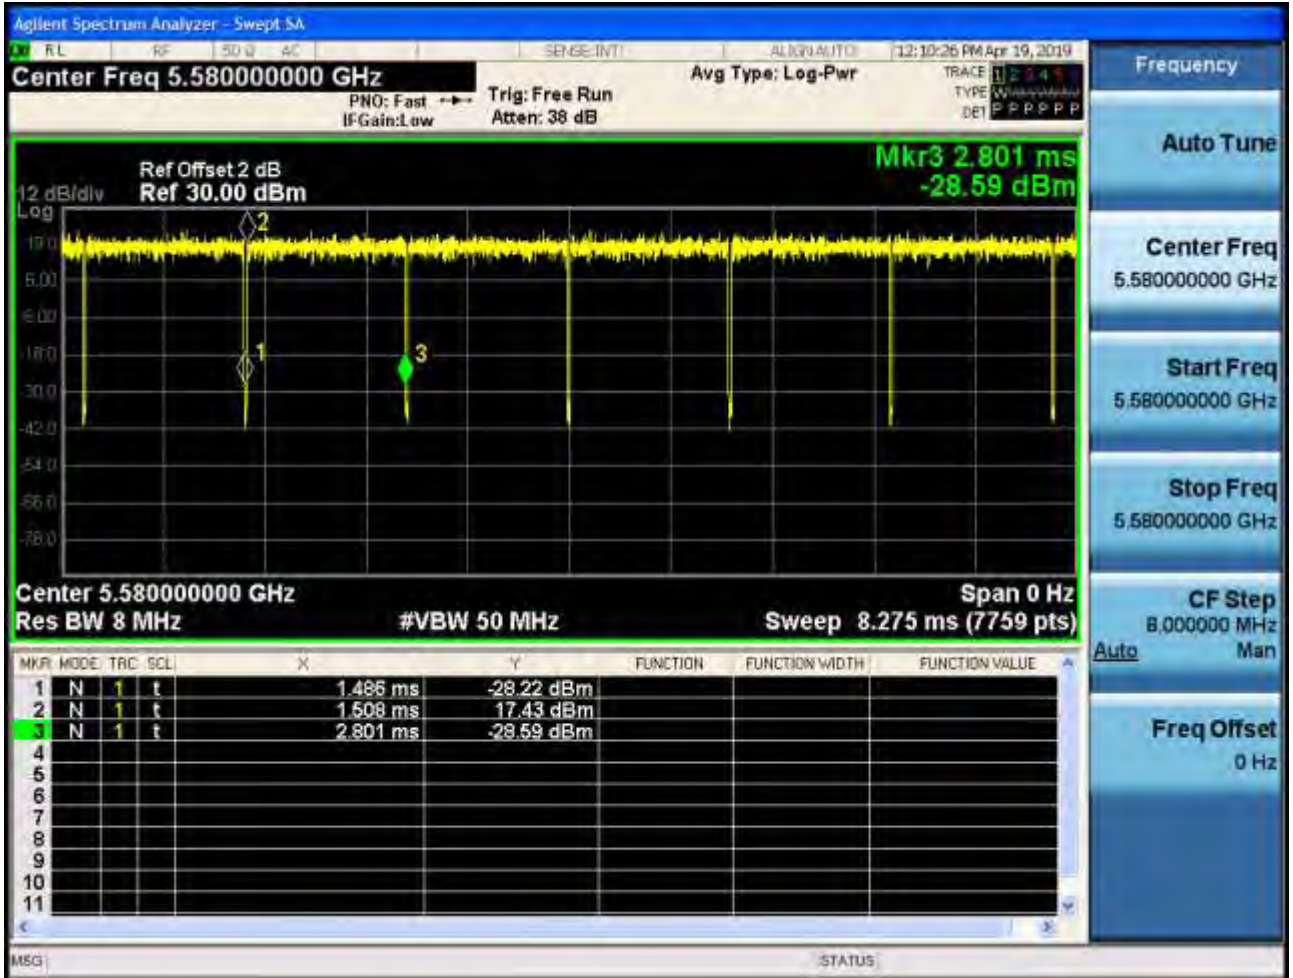 Agilent Spectrum Analyzer - Swept SA
RL RF 50 Ω AC SENSE:INT ALIGN AUTO 12:10:26 PM Apr 19, 2019
Center Freq 5.580000000 GHz
PNO: Fast
IFGain:Low
Trig: Free Run
Atten: 38 dB
Avg Type: Log-Pwr
TRACE 1 2 3 4 5
TYPE
DET P P P P P P
Mkr3 2.801 ms
-28.59 dBm
Ref Offset 2 dB
12 dB/div Ref 30.00 dBm
Log
2
1
3
6.00
-18.0
-30.0
-42.0
-54.0
-66.0
-78.0
Center 5.580000000 GHz Span 0 Hz
Res BW 8 MHz #VBW 50 MHz Sweep 8.275 ms (7759 pts)
MKR MODE TRC SCL X Y FUNCTION FUNCTION WIDTH FUNCTION VALUE
1 N 1 t 1.486 ms -28.22 dBm
2 N 1 t 1.508 ms 17.43 dBm
3 N 1 t 2.801 ms -28.59 dBm
4
5
6
7
8
9
10
11
MSG STATUS
Frequency
Auto Tune
Center Freq
5.580000000 GHz
Start Freq
5.580000000 GHz
Stop Freq
5.580000000 GHz
CF Step
8.000000 MHz
Auto Man
Freq Offset
0 Hz